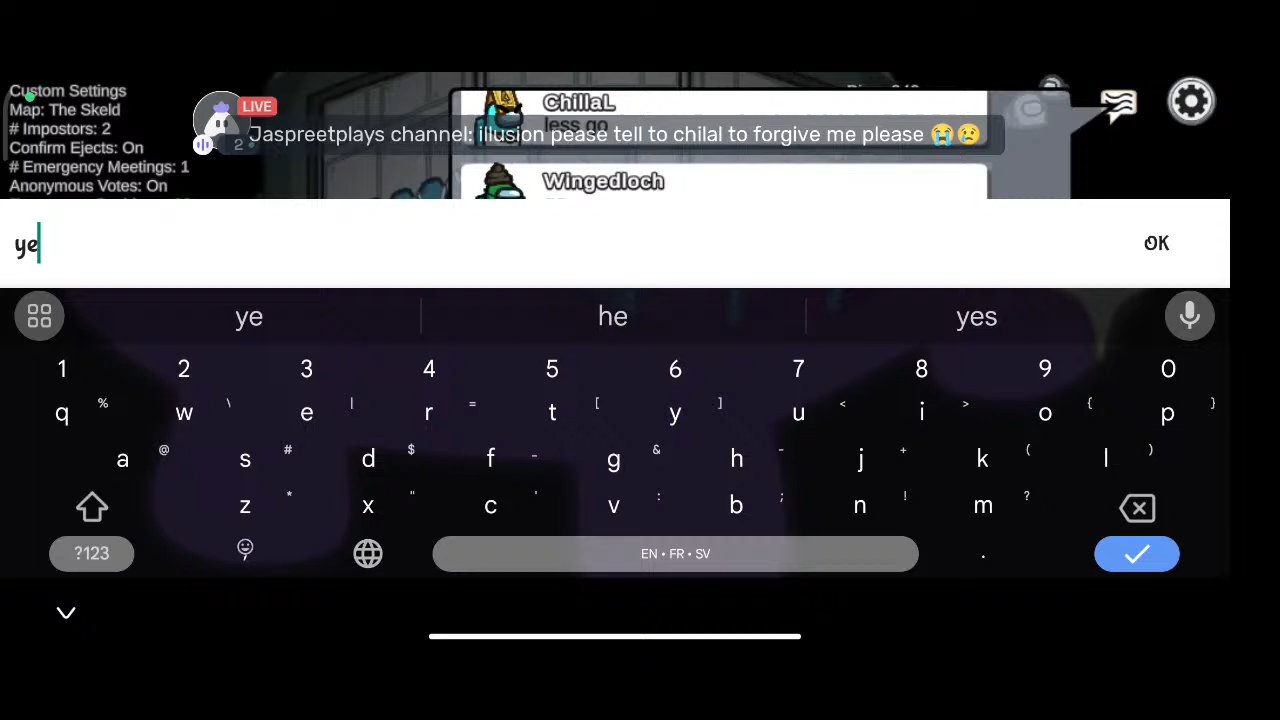 Custom Settings
Map: The Skeld
# Impostors: 2
Confirm Ejects: On
# Emergency Meetings: 1
Anonymous Votes: On
LIVE
2
Jaspreetplays channel: illusion pease tell to chilal to forgive me please 😭😢
ChillaL
less go
Wingedloch
ye
OK
ye he yes
1 2 3 4 5 6 7 8 9 0
q % w \ e | r = t [ y ] u < i > o { p }
a @ s # d $ f - g & h - j + k ( l )
z * x " c ' v : b ; n ! m ?
?123 EN • FR • SV .